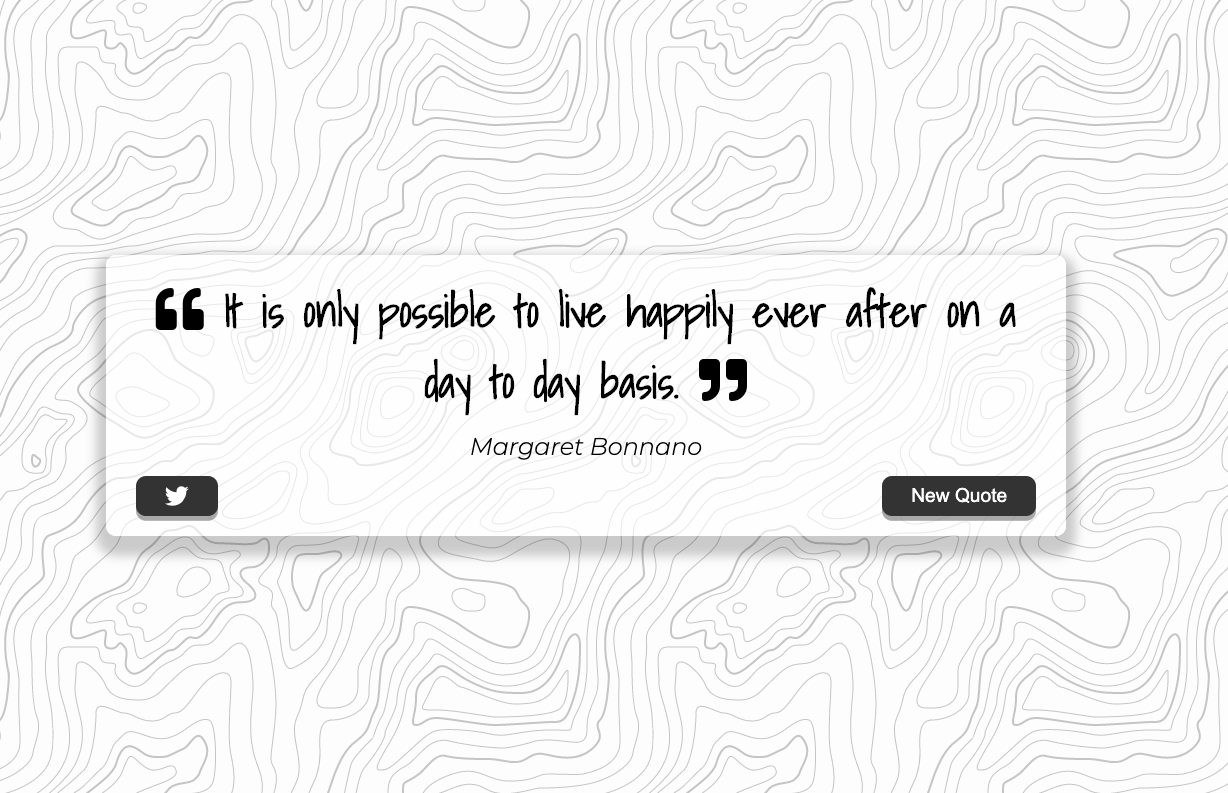 “ It is only possible to live happily ever after on a
day to day basis. ”
Margaret Bonnano
New Quote